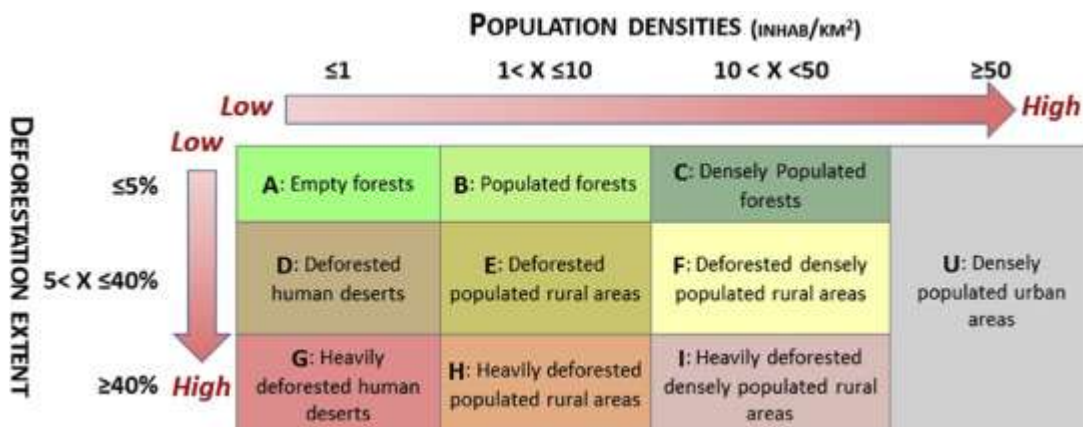 POPULATION DENSITIES (INHAB/KM²)
≤1 1< X ≤10 10 < X <50 ≥50
Low High
DEFORESTATION EXTENT
Low
≤5%
5< X ≤40%
≥40%
High
A: Empty forests
B: Populated forests
C: Densely Populated
forests
D: Deforested
human deserts
E: Deforested
populated rural areas
F: Deforested densely
populated rural areas
U: Densely
populated urban
areas
G: Heavily
deforested human
deserts
H: Heavily deforested
populated rural areas
I: Heavily deforested
densely populated rural
areas